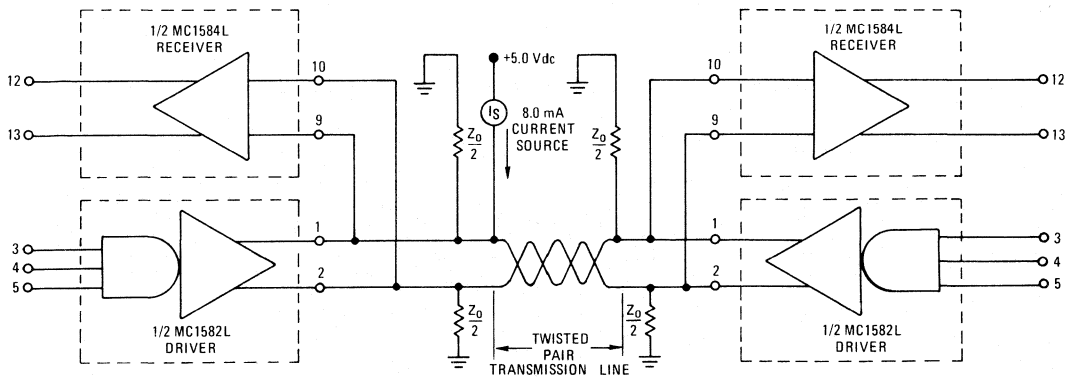 1/2 MC1584L
RECEIVER
12
13
10
9
+5.0 Vdc
IS
8.0 mA
CURRENT
SOURCE
Z0
2
Z0
2
1/2 MC1584L
RECEIVER
10
9
12
13
3
4
5
1
2
1/2 MC1582L
DRIVER
Z0
2
TWISTED
PAIR
TRANSMISSION LINE
Z0
2
1
2
3
4
5
1/2 MC1582L
DRIVER